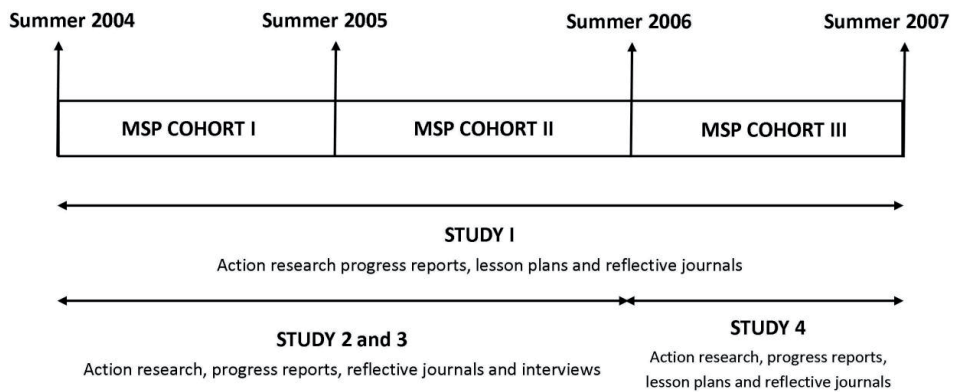 Summer 2004 Summer 2005 Summer 2006 Summer 2007
MSP COHORT I MSP COHORT II MSP COHORT III
STUDY I
Action research progress reports, lesson plans and reflective journals
STUDY 2 and 3
Action research, progress reports, reflective journals and interviews
STUDY 4
Action research, progress reports,
lesson plans and reflective journals